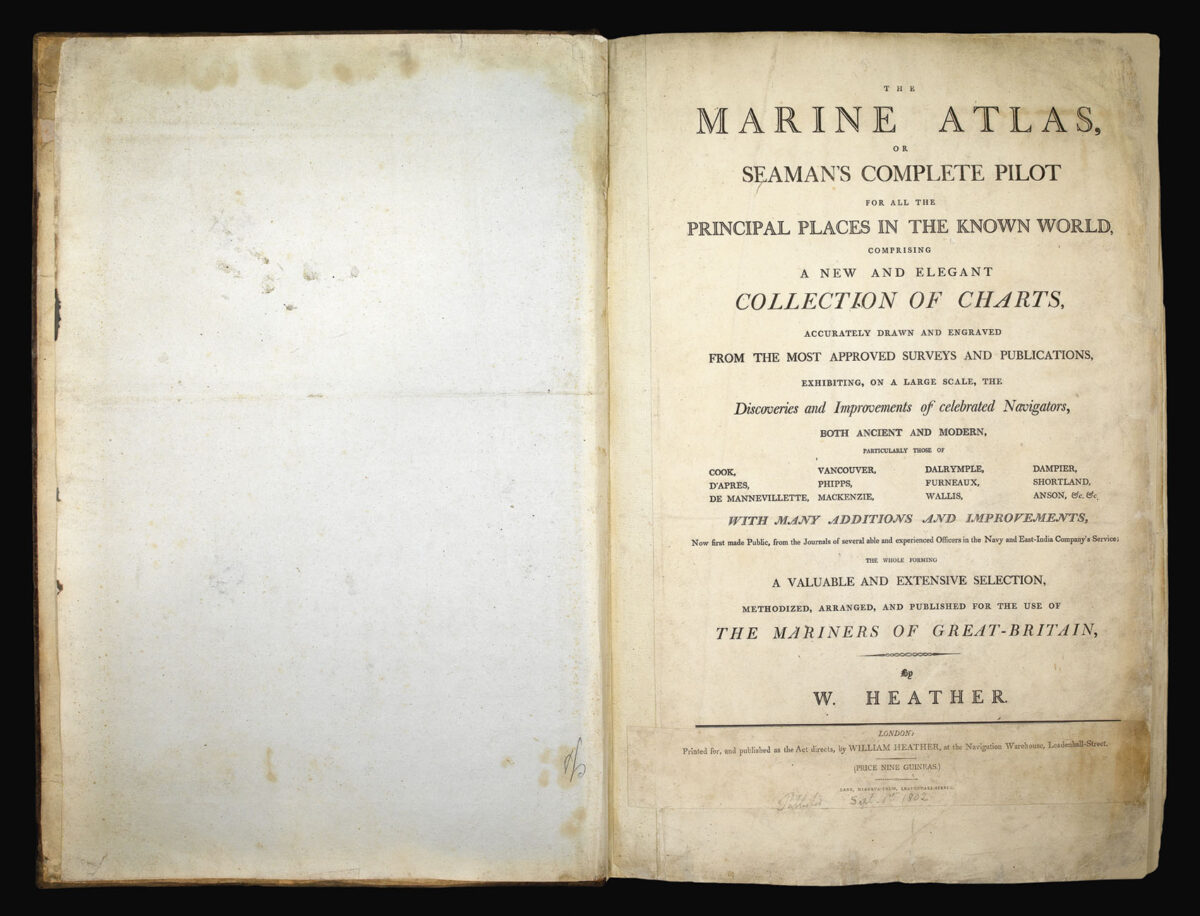 THE
MARINE ATLAS,
OR
SEAMAN'S COMPLETE PILOT
FOR ALL THE
PRINCIPAL PLACES IN THE KNOWN WORLD,
COMPRISING
A NEW AND ELEGANT
COLLECTION OF CHARTS,
ACCURATELY DRAWN AND ENGRAVED
FROM THE MOST APPROVED SURVEYS AND PUBLICATIONS,
EXHIBITING, ON A LARGE SCALE, THE
Discoveries and Improvements of celebrated Navigators,
BOTH ANCIENT AND MODERN,
PARTICULARLY THOSE OF
COOK, VANCOUVER, DALRYMPLE, DAMPIER,
D'APRES, PHIPPS, FURNEAUX, SHORTLAND,
DE MANNEVILLETTE, MACKENZIE, WALLIS, ANSON, &c. &c.
WITH MANY ADDITIONS AND IMPROVEMENTS,
Now first made Public, from the Journals of several able and experienced Officers in the Navy and East-India Company's Service;
THE WHOLE FORMING
A VALUABLE AND EXTENSIVE SELECTION,
METHODIZED, ARRANGED, AND PUBLISHED FOR THE USE OF
THE MARINERS OF GREAT-BRITAIN,
By
W. HEATHER.
LONDON:
Printed for, and published as the Act directs, by WILLIAM HEATHER, at the Navigation Warehouse, Leadenhall-Street.
(PRICE NINE GUINEAS.)
LANE, MINERVA-PRESS, LEADENHALL-STREET.
Sept. 1st 1802